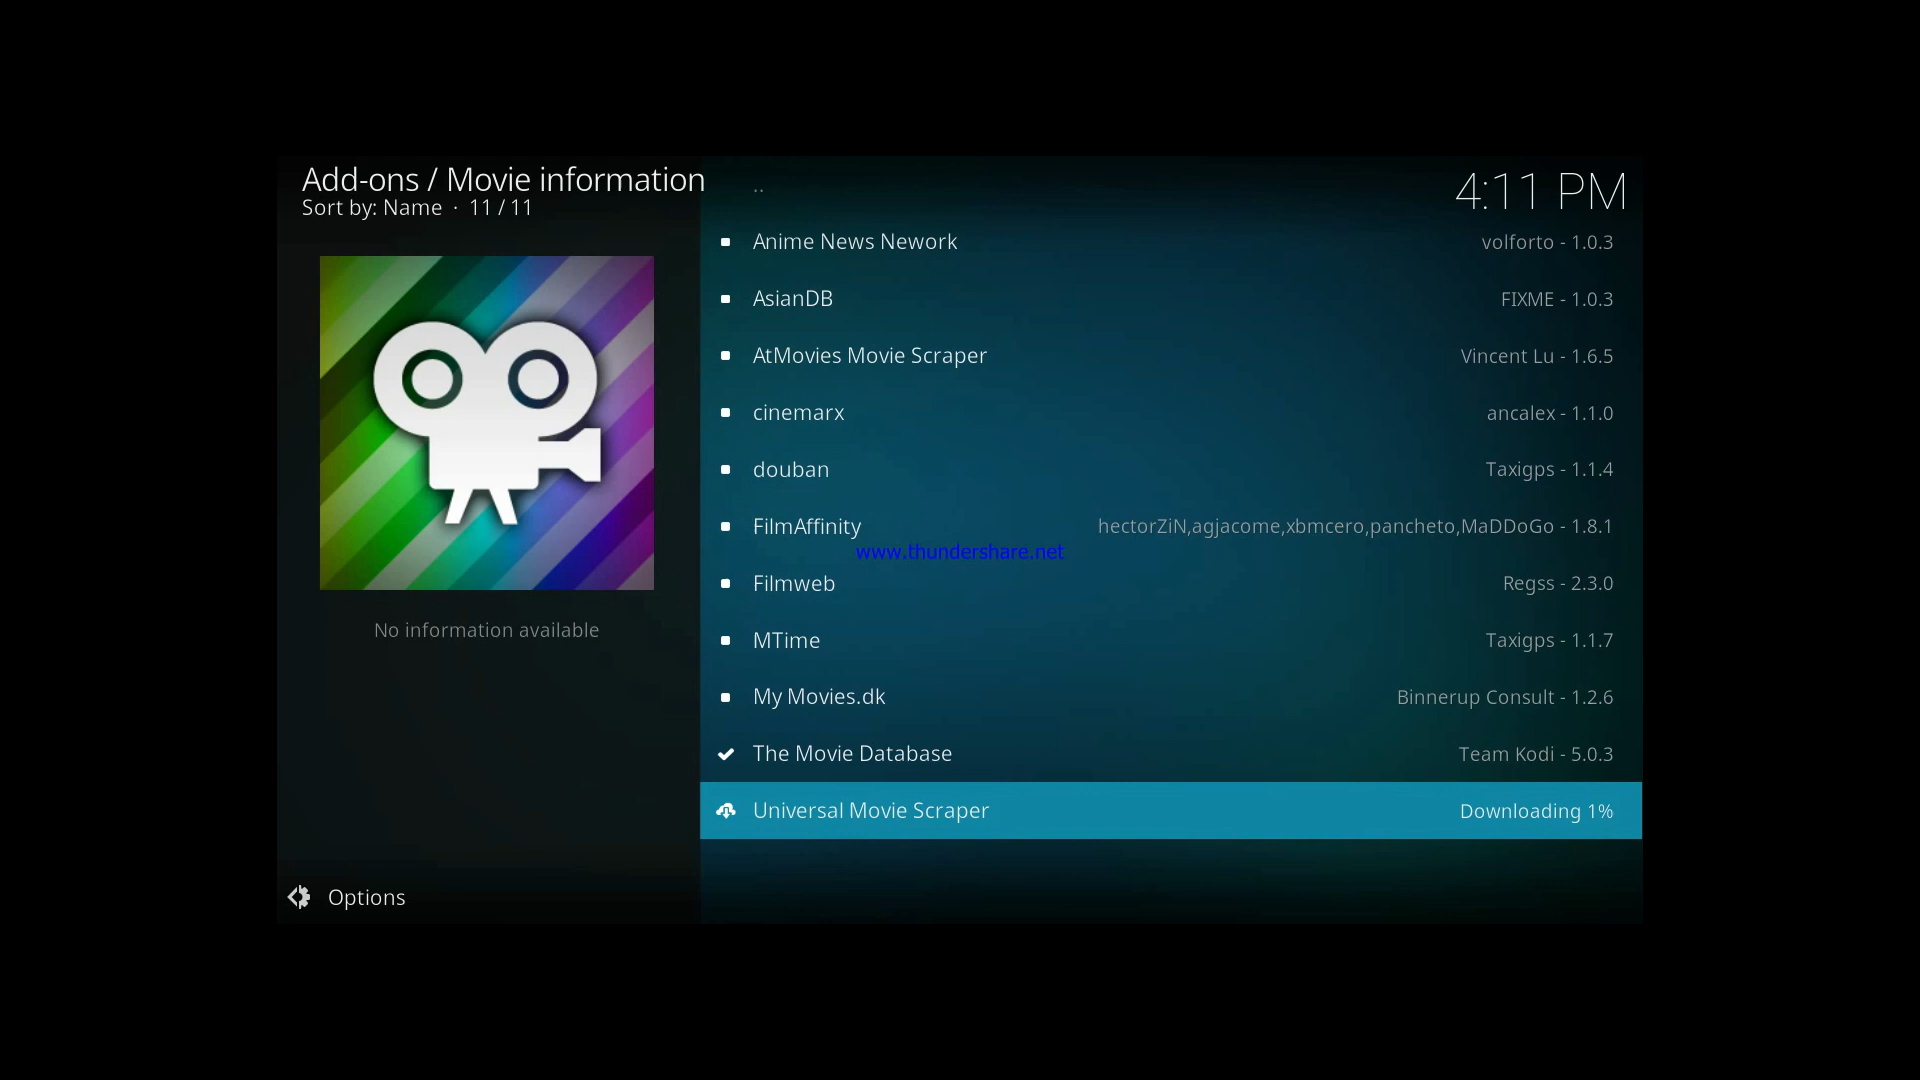 Add-ons / Movie information
Sort by: Name · 11 / 11
4:11 PM
..
Anime News Nework volforto - 1.0.3
AsianDB FIXME - 1.0.3
AtMovies Movie Scraper Vincent Lu - 1.6.5
cinemarx ancalex - 1.1.0
douban Taxigps - 1.1.4
FilmAffinity hectorZiN,agjacome,xbmcero,pancheto,MaDDoGo - 1.8.1
www.thundershare.net
Filmweb Regss - 2.3.0
MTime Taxigps - 1.1.7
My Movies.dk Binnerup Consult - 1.2.6
The Movie Database Team Kodi - 5.0.3
Universal Movie Scraper Downloading 1%
No information available
Options